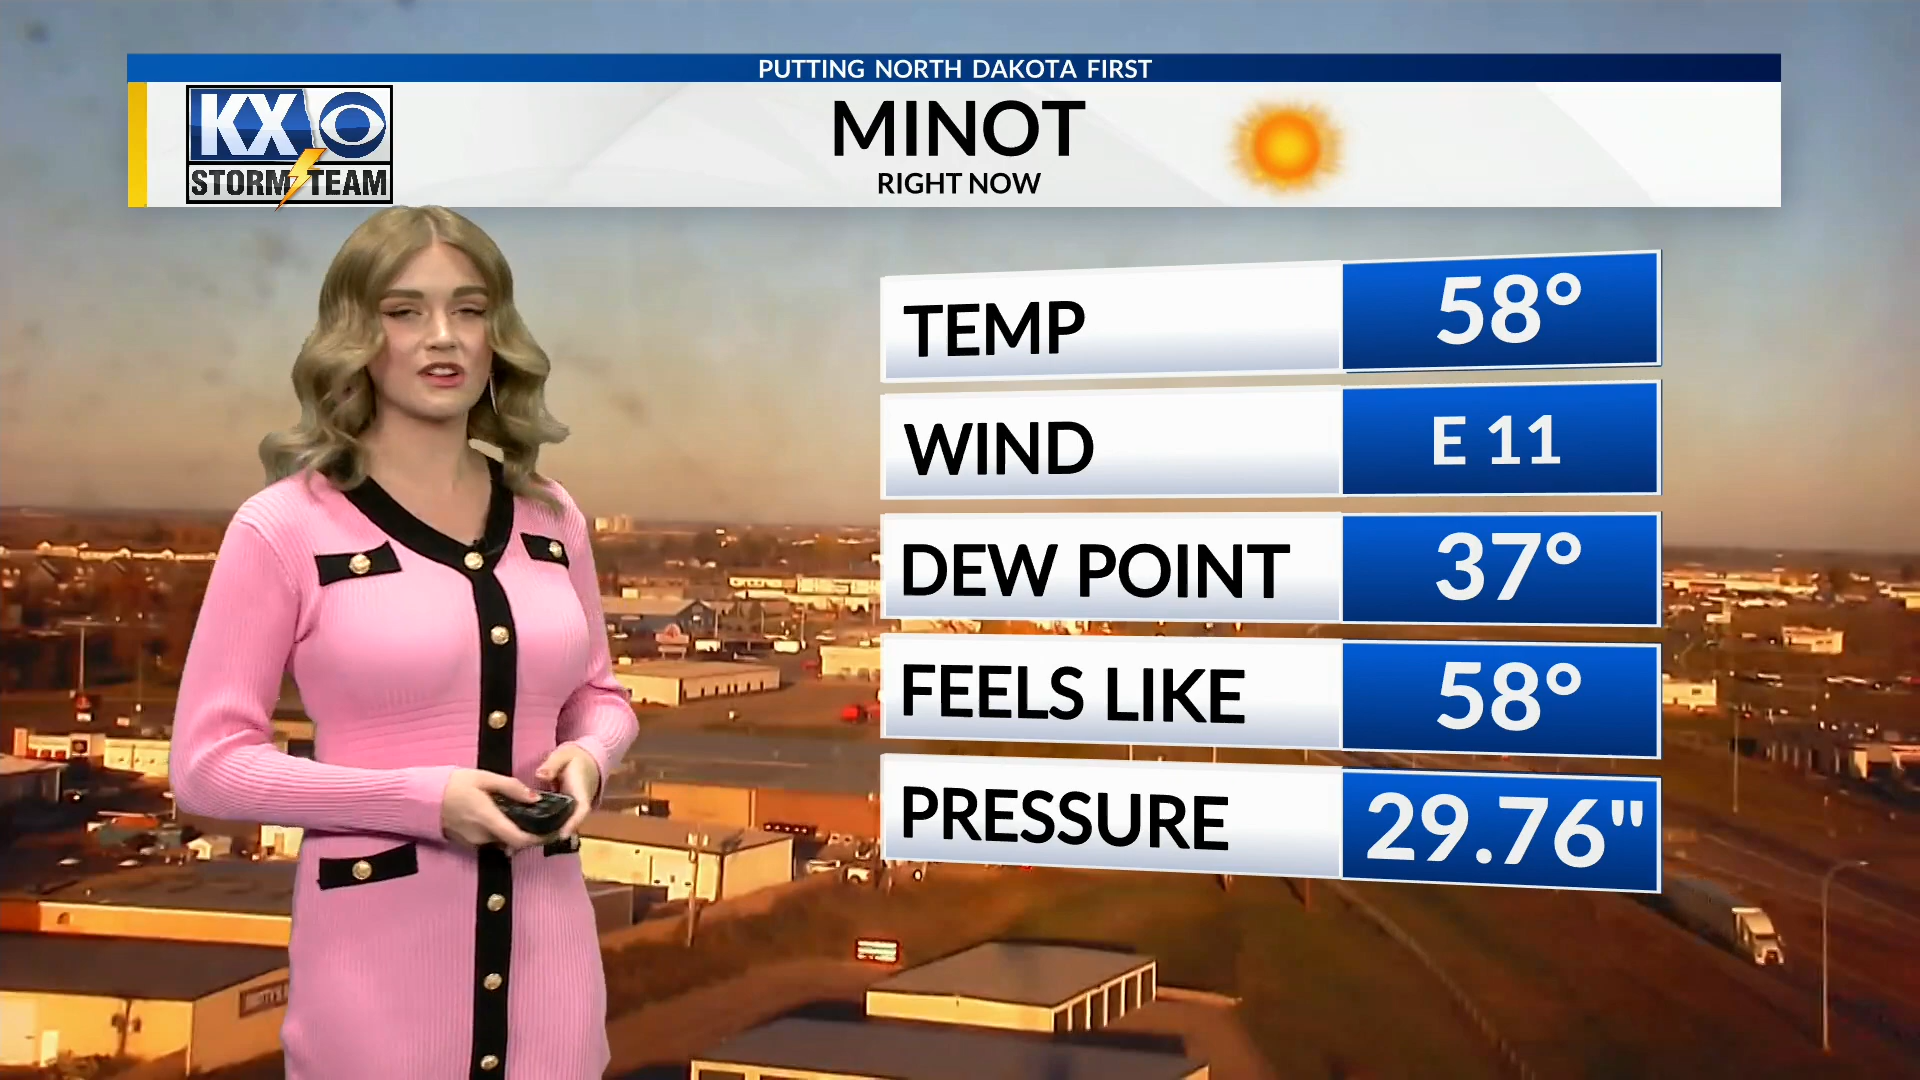 PUTTING NORTH DAKOTA FIRST
KX
STORM TEAM
MINOT
RIGHT NOW
TEMP 58°
WIND E 11
DEW POINT 37°
FEELS LIKE 58°
PRESSURE 29.76"